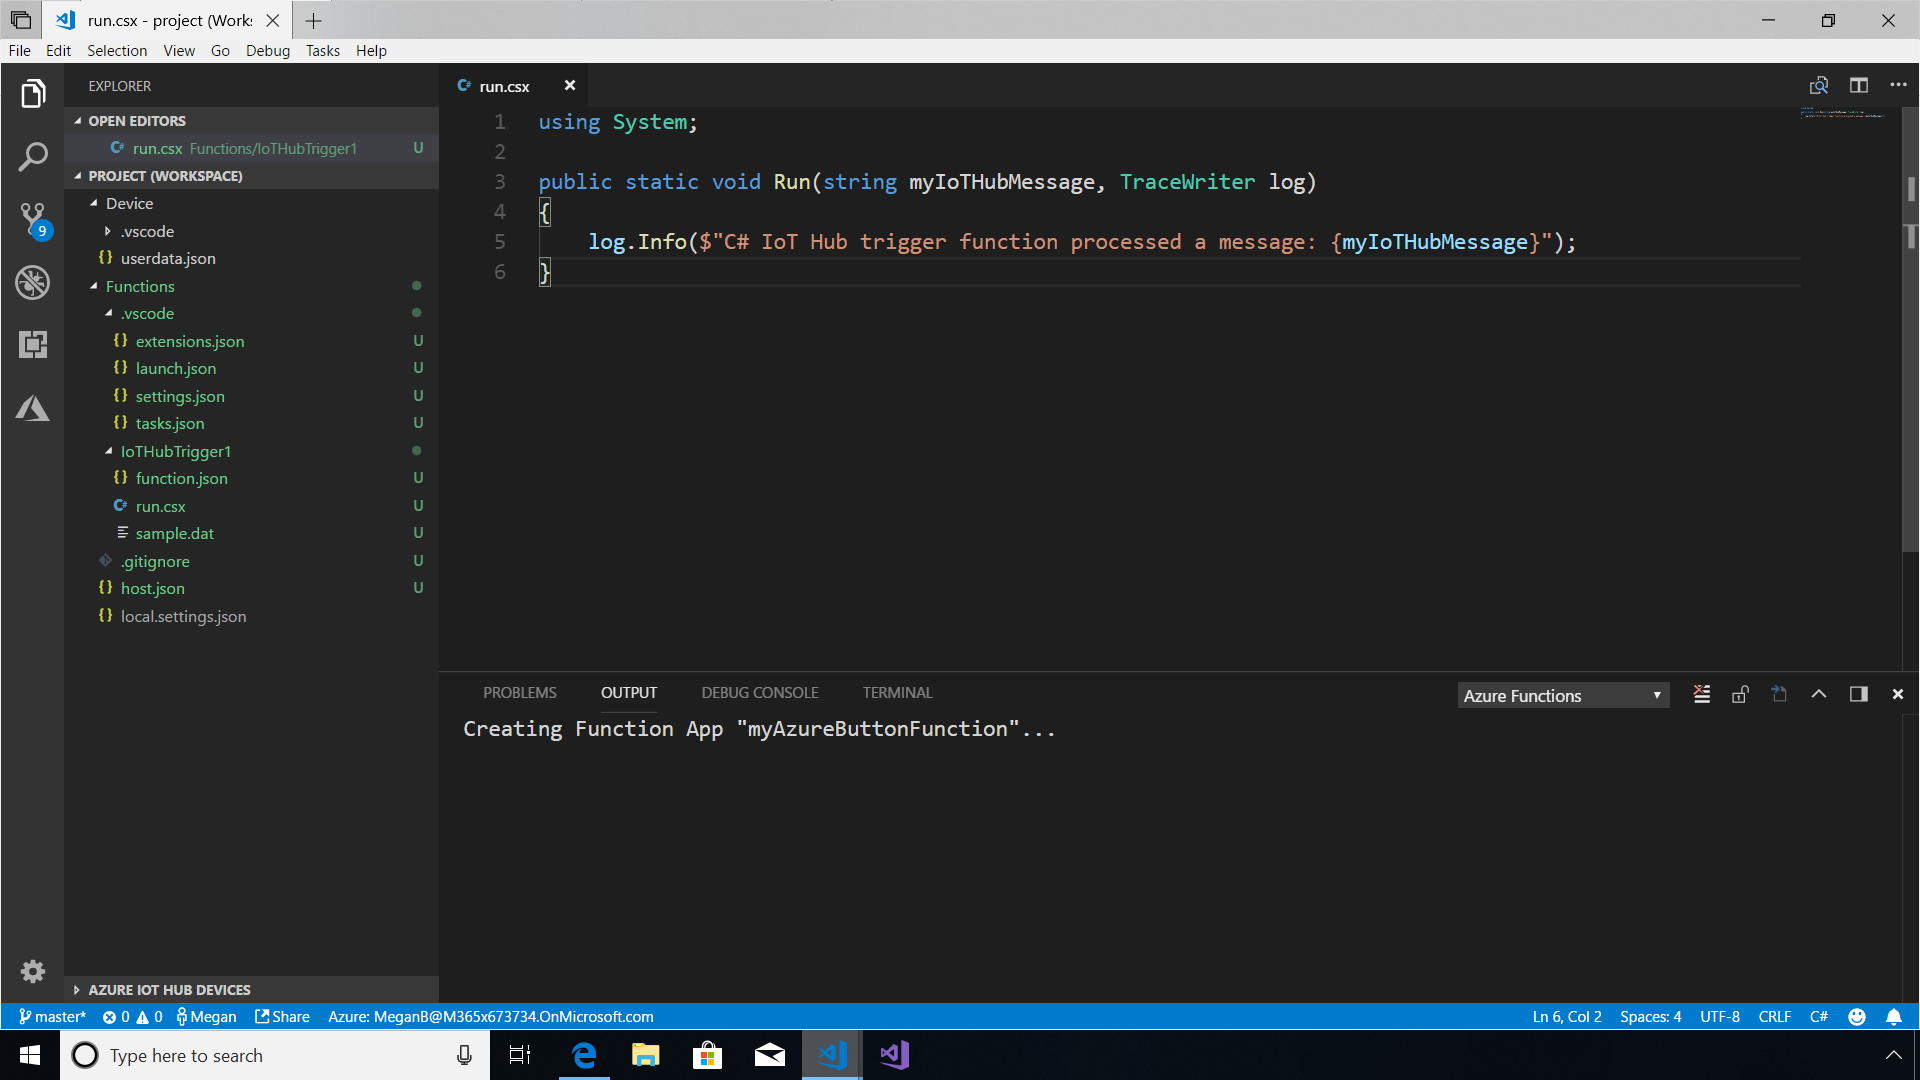 run.csx - project (Works
File Edit Selection View Go Debug Tasks Help
EXPLORER
OPEN EDITORS
run.csx Functions/IoTHubTrigger1 U
PROJECT (WORKSPACE)
Device
.vscode
{} userdata.json
Functions
.vscode
{} extensions.json U
{} launch.json U
{} settings.json U
{} tasks.json U
IoTHubTrigger1
{} function.json U
C# run.csx U
sample.dat U
.gitignore U
{} host.json U
{} local.settings.json
AZURE IOT HUB DEVICES
9
C# run.csx
1 using System;
2
3 public static void Run(string myIoTHubMessage, TraceWriter log)
4 {
5 log.Info($"C# IoT Hub trigger function processed a message: {myIoTHubMessage}");
6 }
PROBLEMS OUTPUT DEBUG CONSOLE TERMINAL
Azure Functions
Creating Function App "myAzureButtonFunction"...
master* 0 0 Megan Share Azure: MeganB@M365x673734.OnMicrosoft.com
Ln 6, Col 2 Spaces: 4 UTF-8 CRLF C#
Type here to search